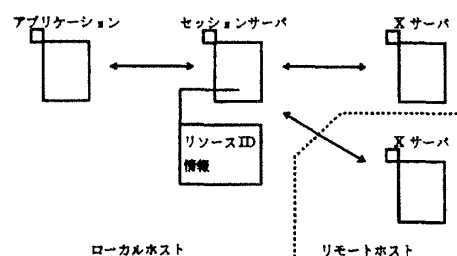 アプリケーション
セッションサーバ
X サーバ
リソースID
情報
X サーバ
ローカルホスト
リモートホスト